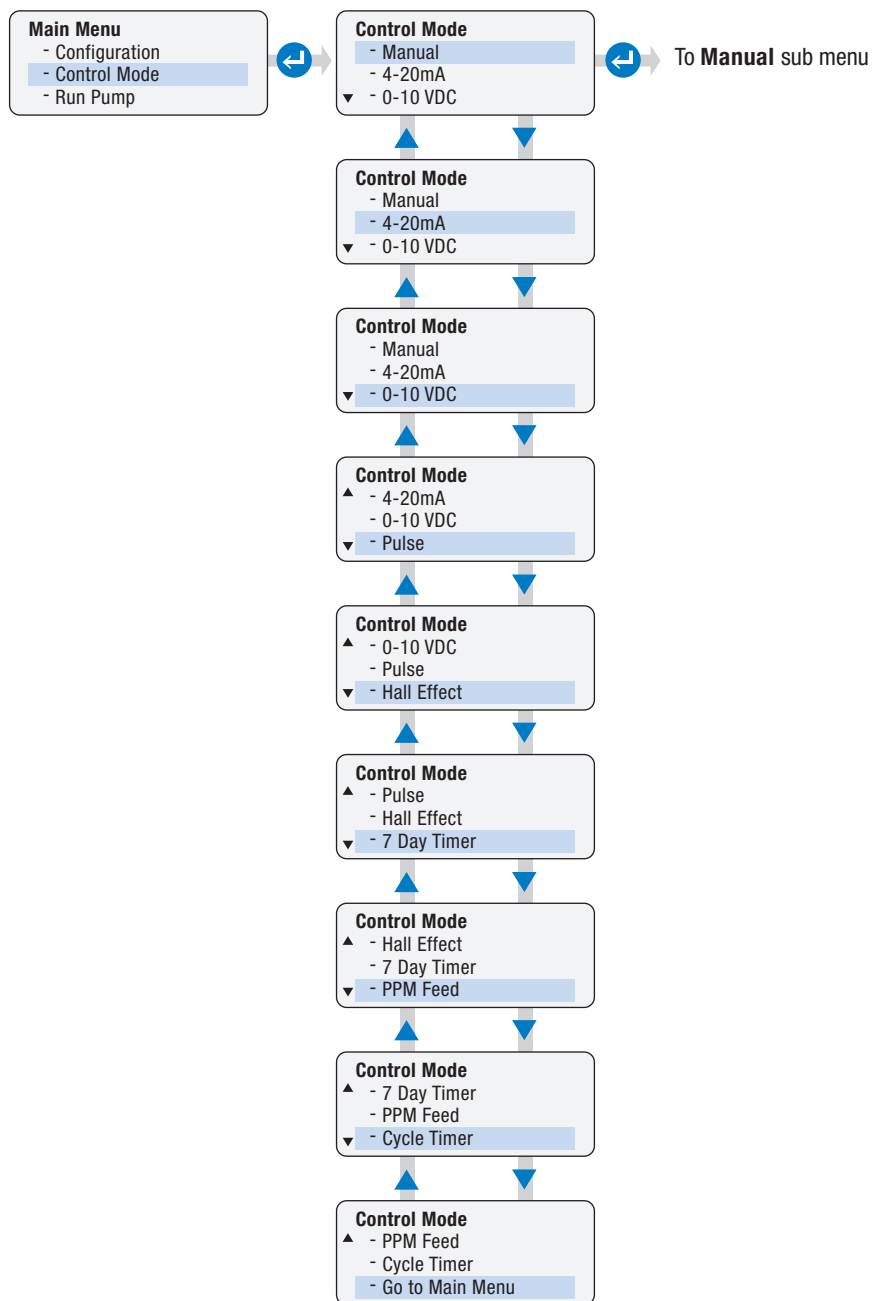 Main Menu
- Configuration
- Control Mode
- Run Pump
Control Mode
- Manual
- 4-20mA
- 0-10 VDC
To Manual sub menu
Control Mode
- Manual
- 4-20mA
- 0-10 VDC
Control Mode
- Manual
- 4-20mA
- 0-10 VDC
Control Mode
- 4-20mA
- 0-10 VDC
- Pulse
Control Mode
- 0-10 VDC
- Pulse
- Hall Effect
Control Mode
- Pulse
- Hall Effect
- 7 Day Timer
Control Mode
- Hall Effect
- 7 Day Timer
- PPM Feed
Control Mode
- 7 Day Timer
- PPM Feed
- Cycle Timer
Control Mode
- PPM Feed
- Cycle Timer
- Go to Main Menu